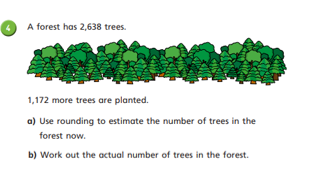 4 A forest has 2,638 trees.
1,172 more trees are planted.
a) Use rounding to estimate the number of trees in the
forest now.
b) Work out the actual number of trees in the forest.